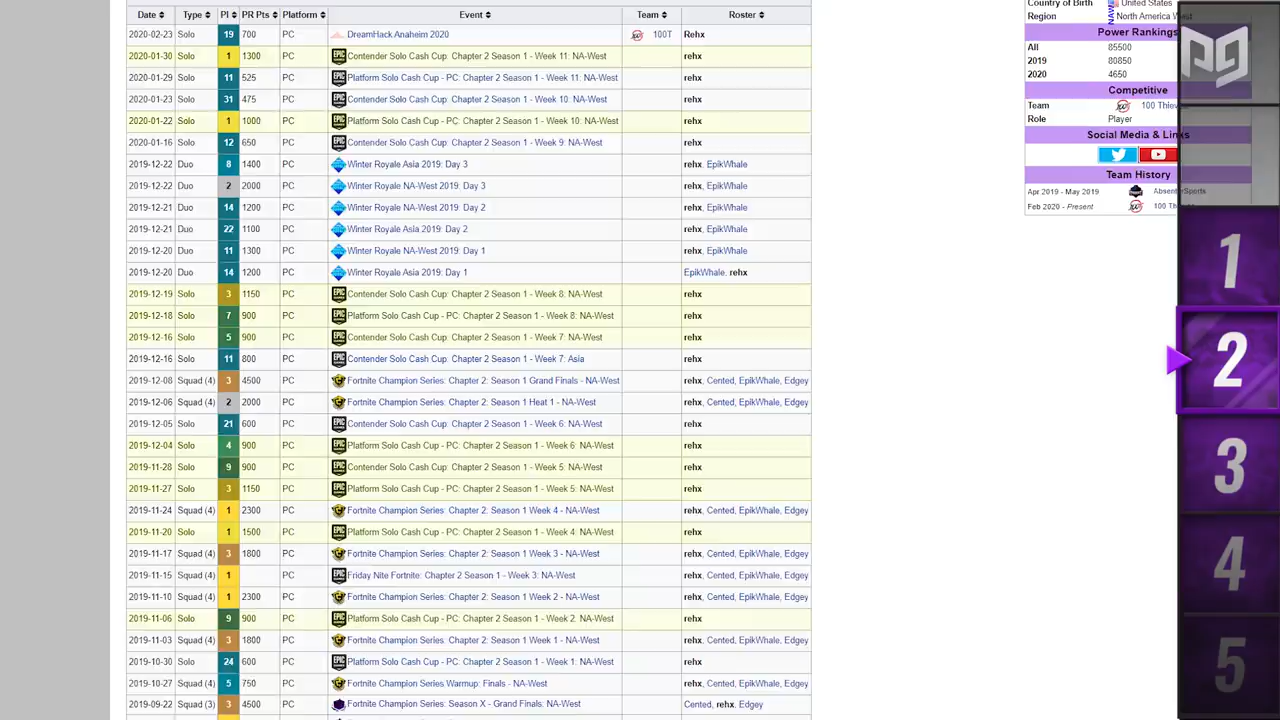 Date Type Pl PR Pts Platform Event Team Roster
2020-02-23 Solo 19 700 PC DreamHack Anaheim 2020 100T Rehx
2020-01-30 Solo 1 1300 PC Contender Solo Cash Cup: Chapter 2 Season 1 - Week 11: NA-West rehx
2020-01-29 Solo 11 525 PC Platform Solo Cash Cup - PC: Chapter 2 Season 1 - Week 11: NA-West rehx
2020-01-23 Solo 31 475 PC Contender Solo Cash Cup: Chapter 2 Season 1 - Week 10: NA-West rehx
2020-01-22 Solo 1 1000 PC Platform Solo Cash Cup - PC: Chapter 2 Season 1 - Week 10: NA-West rehx
2020-01-16 Solo 12 650 PC Contender Solo Cash Cup: Chapter 2 Season 1 - Week 9: NA-West rehx
2019-12-22 Duo 8 1400 PC Winter Royale Asia 2019: Day 3 rehx, EpikWhale
2019-12-22 Duo 2 2000 PC Winter Royale NA-West 2019: Day 3 rehx, EpikWhale
2019-12-21 Duo 14 1200 PC Winter Royale NA-West 2019: Day 2 rehx, EpikWhale
2019-12-21 Duo 22 1100 PC Winter Royale Asia 2019: Day 2 rehx, EpikWhale
2019-12-20 Duo 11 1300 PC Winter Royale NA-West 2019: Day 1 rehx, EpikWhale
2019-12-20 Duo 14 1200 PC Winter Royale Asia 2019: Day 1 EpikWhale, rehx
2019-12-19 Solo 3 1150 PC Contender Solo Cash Cup: Chapter 2 Season 1 - Week 8: NA-West rehx
2019-12-18 Solo 7 900 PC Platform Solo Cash Cup: Chapter 2 Season 1 - Week 8: NA-West rehx
2019-12-16 Solo 5 900 PC Contender Solo Cash Cup: Chapter 2 Season 1 - Week 7: NA-West rehx
2019-12-16 Solo 11 800 PC Contender Solo Cash Cup: Chapter 2 Season 1 - Week 7: Asia rehx
2019-12-08 Squad (4) 3 4500 PC Fortnite Champion Series: Chapter 2: Season 1 Grand Finals - NA-West rehx, Cented, EpikWhale, Edgey
2019-12-06 Squad (4) 2 2000 PC Fortnite Champion Series: Chapter 2: Season 1 Heat 1 - NA-West rehx, Cented, EpikWhale, Edgey
2019-12-05 Solo 21 600 PC Contender Solo Cash Cup: Chapter 2 Season 1 - Week 6: NA-West rehx
2019-12-04 Solo 4 900 PC Platform Solo Cash Cup - PC: Chapter 2 Season 1 - Week 6: NA-West rehx
2019-11-28 Solo 9 900 PC Contender Solo Cash Cup: Chapter 2 Season 1 - Week 5: NA-West rehx
2019-11-27 Solo 3 1150 PC Platform Solo Cash Cup - PC: Chapter 2 Season 1 - Week 5: NA-West rehx
2019-11-24 Squad (4) 1 2300 PC Fortnite Champion Series: Chapter 2: Season 1 Week 4 - NA-West rehx, Cented, EpikWhale, Edgey
2019-11-20 Solo 1 1500 PC Platform Solo Cash Cup - PC: Chapter 2 Season 1 - Week 4: NA-West rehx
2019-11-17 Squad (4) 3 1800 PC Fortnite Champion Series: Chapter 2: Season 1 Week 3 - NA-West rehx, Cented, EpikWhale, Edgey
2019-11-15 Squad (4) 1 PC Friday Nite Fortnite: Chapter 2 Season 1 - Week 3: NA-West rehx, Cented, EpikWhale, Edgey
2019-11-10 Squad (4) 1 2300 PC Fortnite Champion Series: Chapter 2: Season 1 Week 2 - NA-West rehx, Cented, EpikWhale, Edgey
2019-11-06 Solo 9 900 PC Platform Solo Cash Cup - PC: Chapter 2 Season 1 - Week 2: NA-West rehx
2019-11-03 Squad (4) 3 1800 PC Fortnite Champion Series: Chapter 2: Season 1 Week 1 - NA-West rehx, Cented, EpikWhale, Edgey
2019-10-30 Solo 24 600 PC Platform Solo Cash Cup - PC: Chapter 2 Season 1 - Week 1: NA-West rehx
2019-10-27 Squad (4) 5 750 PC Fortnite Champion Series Warmup: Finals - NA-West rehx, Cented, EpikWhale, Edgey
2019-09-22 Squad (3) 3 4500 PC Fortnite Champion Series: Season X - Grand Finals: NA-West Cented, rehx, Edgey
Country of Birth United States
Region North America West
Power Rankings
All 85500
2019 80850
2020 4650
Competitive
Team 100 Thie
Role Player
Social Media & Links
Team History
Apr 2019 - May 2019
Feb 2020 - Present 100
PG
1
2
3
4
5